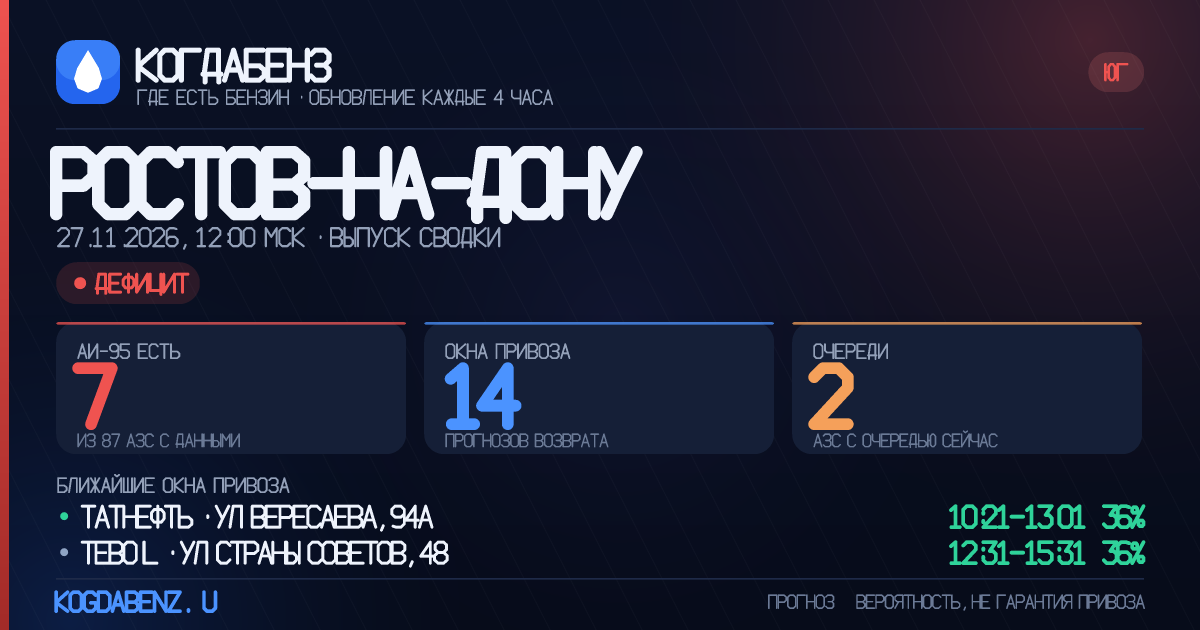 КОГДАБЕНЗ
ГДЕ ЕСТЬ БЕНЗИН · ОБНОВЛЕНИЕ КАЖДЫЕ 4 ЧАСА
ЮГ
РОСТОВ-НА-ДОНУ
27.11.2026, 12:00 МСК · ВЫПУСК СВОДКИ
• ДЕФИЦИТ
АИ-95 ЕСТЬ
7
ИЗ 87 АЗС С ДАННЫМИ
ОКНА ПРИВОЗА
14
ПРОГНОЗОВ ВОЗВРАТА
ОЧЕРЕДИ
2
АЗС С ОЧЕРЕДЬЮ СЕЙЧАС
БЛИЖАЙШИЕ ОКНА ПРИВОЗА
• ТАТНЕФТЬ · УЛ ВЕРЕСАЕВА, 94А 10:21-13:01 36%
• TEBOIL · УЛ СТРАНЫ СОВЕТОВ, 48 12:31-15:31 36%
KOGDABENZ. U
ПРОГНОЗ ВЕРОЯТНОСТЬ, НЕ ГАРАНТИЯ ПРИВОЗА